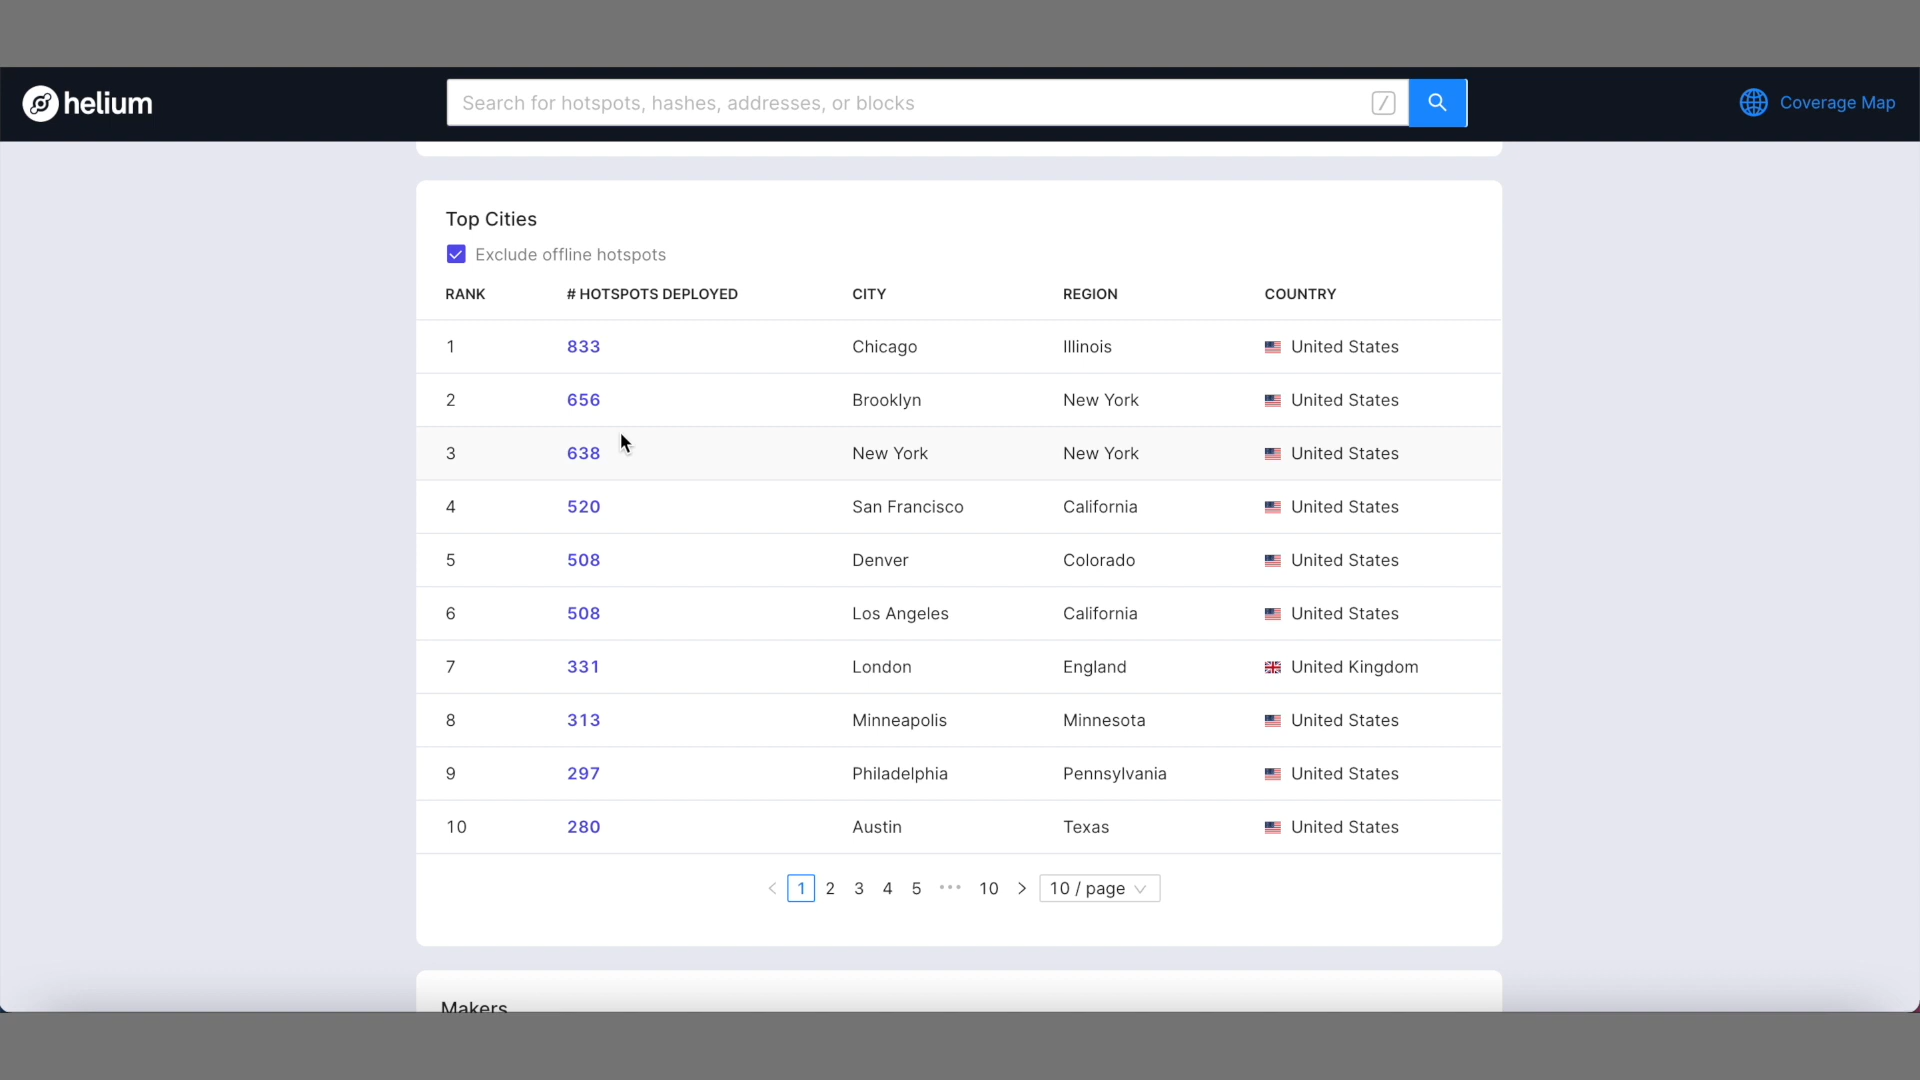 helium
Search for hotspots, hashes, addresses, or blocks /
Coverage Map
Top Cities
Exclude offline hotspots
RANK # HOTSPOTS DEPLOYED CITY REGION COUNTRY
1 833 Chicago Illinois United States
2 656 Brooklyn New York United States
3 638 New York New York United States
4 520 San Francisco California United States
5 508 Denver Colorado United States
6 508 Los Angeles California United States
7 331 London England United Kingdom
8 313 Minneapolis Minnesota United States
9 297 Philadelphia Pennsylvania United States
10 280 Austin Texas United States
< 1 2 3 4 5 ••• 10 > 10 / page
Makers